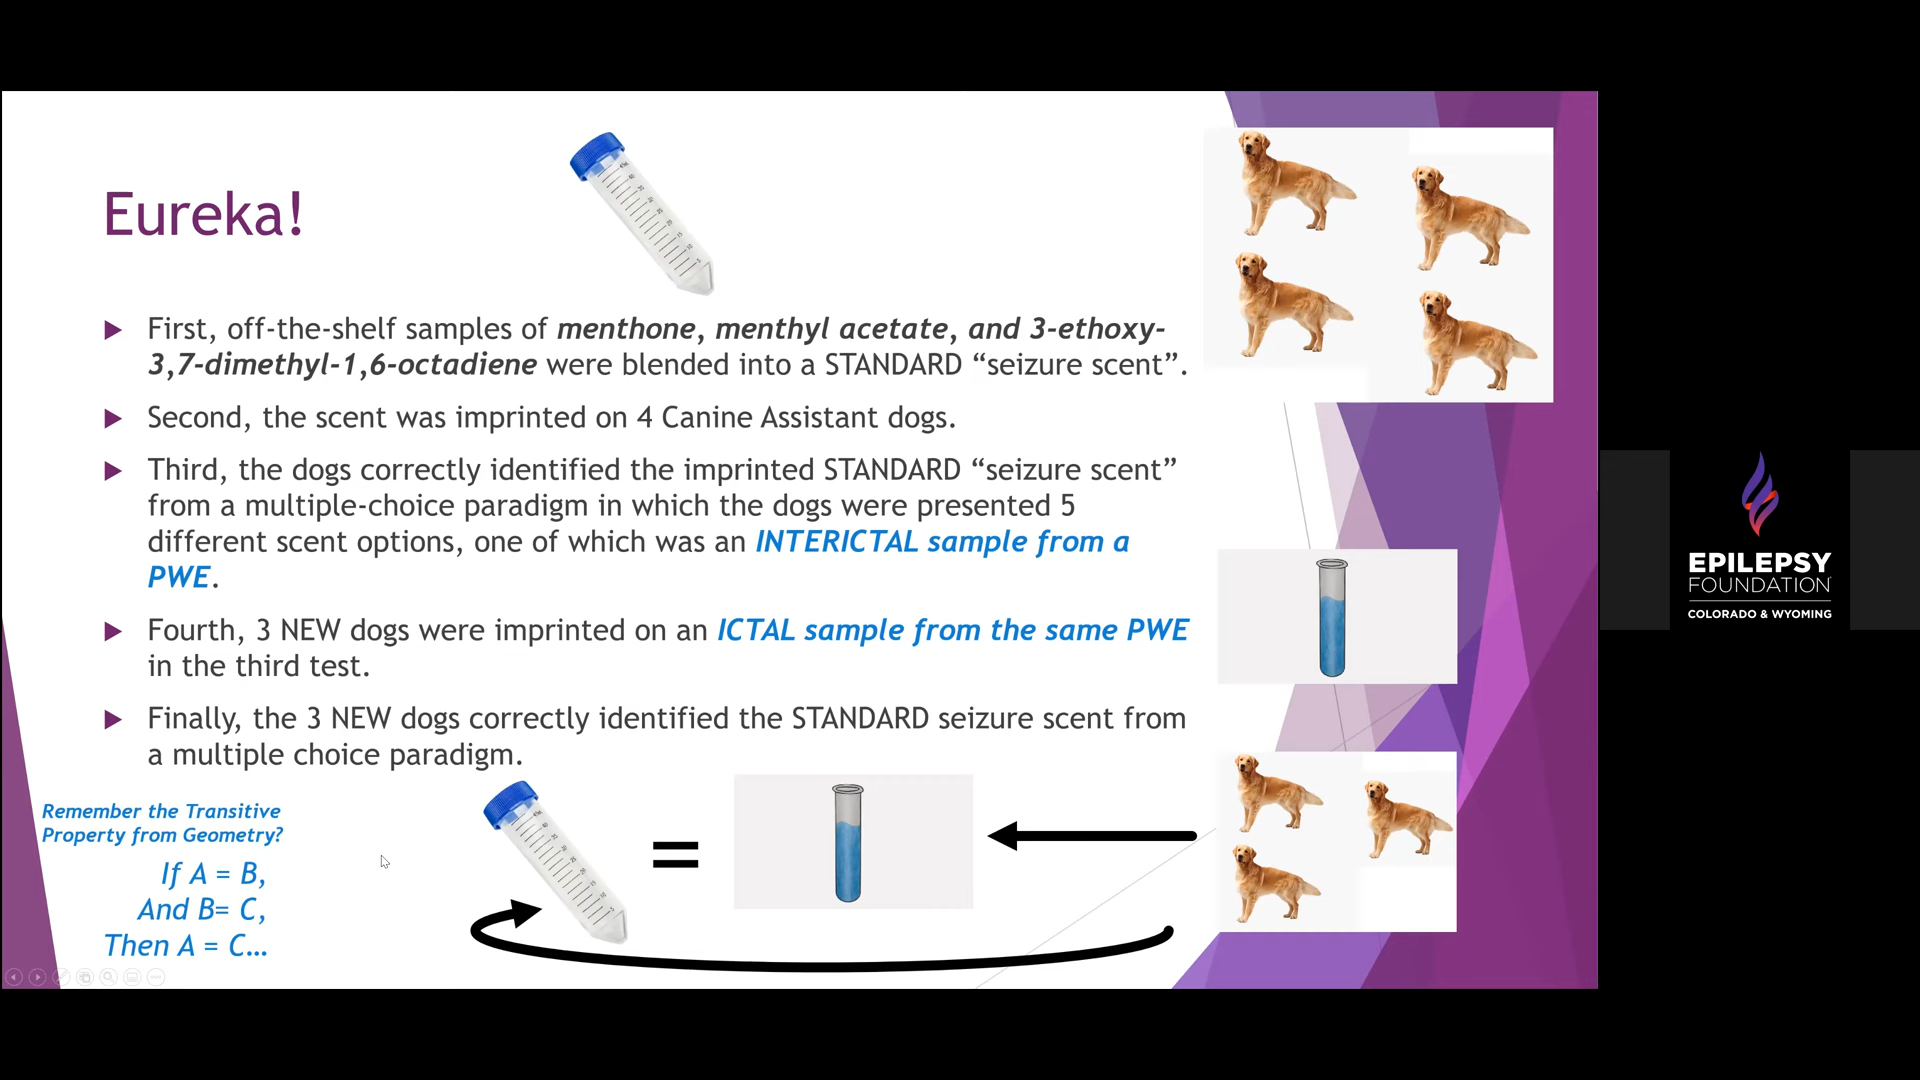 Eureka!
First, off-the-shelf samples of menthone, menthyl acetate, and 3-ethoxy-
3,7-dimethyl-1,6-octadiene were blended into a STANDARD “seizure scent”.
Second, the scent was imprinted on 4 Canine Assistant dogs.
Third, the dogs correctly identified the imprinted STANDARD “seizure scent”
from a multiple-choice paradigm in which the dogs were presented 5
different scent options, one of which was an INTERICTAL sample from a
PWE.
Fourth, 3 NEW dogs were imprinted on an ICTAL sample from the same PWE
in the third test.
Finally, the 3 NEW dogs correctly identified the STANDARD seizure scent from
a multiple choice paradigm.
Remember the Transitive
Property from Geometry?
If A = B,
And B= C,
Then A = C…
=
EPILEPSY
FOUNDATION
COLORADO & WYOMING